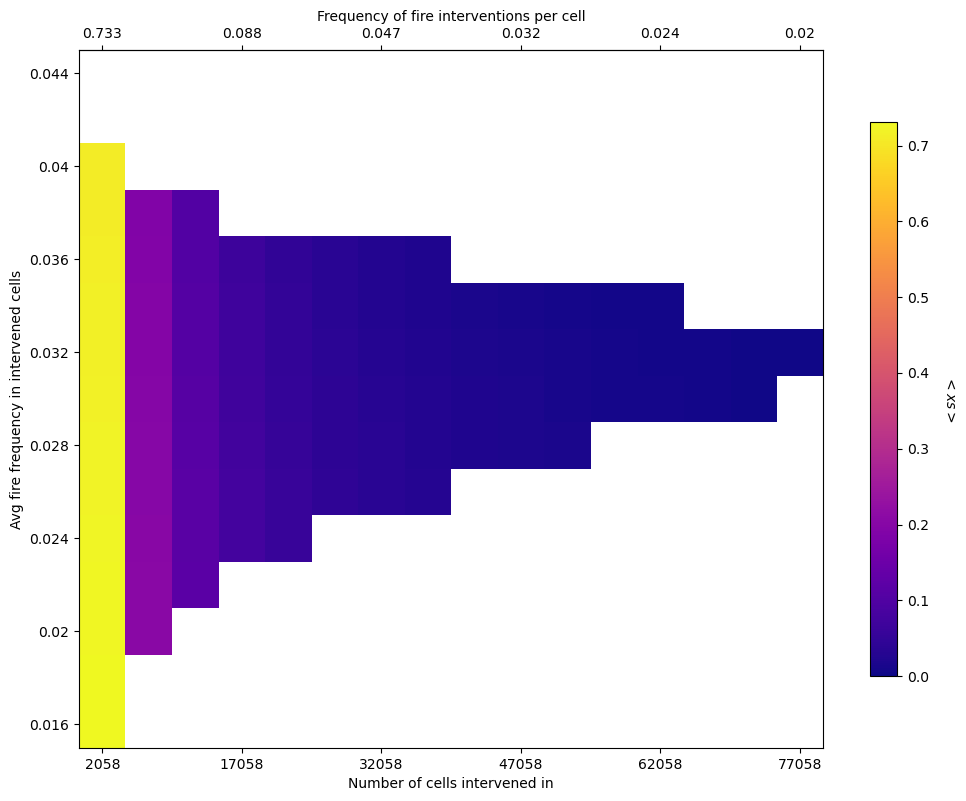 Frequency of fire interventions per cell
0.733 0.088 0.047 0.032 0.024 0.02
0.044
0.04
0.036
0.032
0.028
0.024
0.02
0.016
Avg fire frequency in intervened cells
2058 17058 32058 47058 62058 77058
Number of cells intervened in
0.7
0.6
0.5
0.4
0.3
0.2
0.1
0.0
<xs>